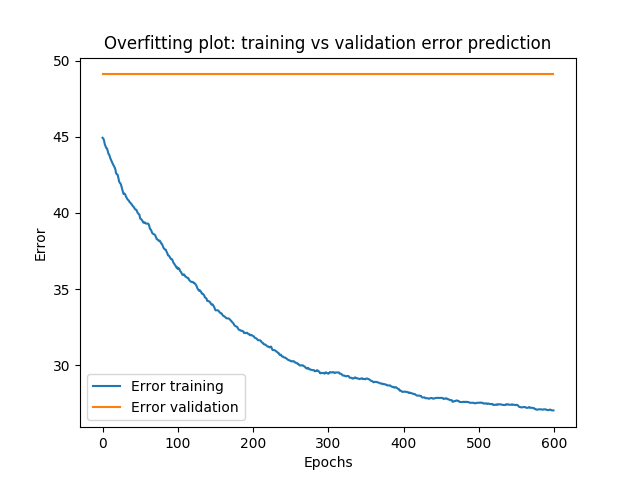 Overfitting plot: training vs validation error prediction
50
45
40
35
30
Error
Error training
Error validation
0 100 200 300 400 500 600
Epochs